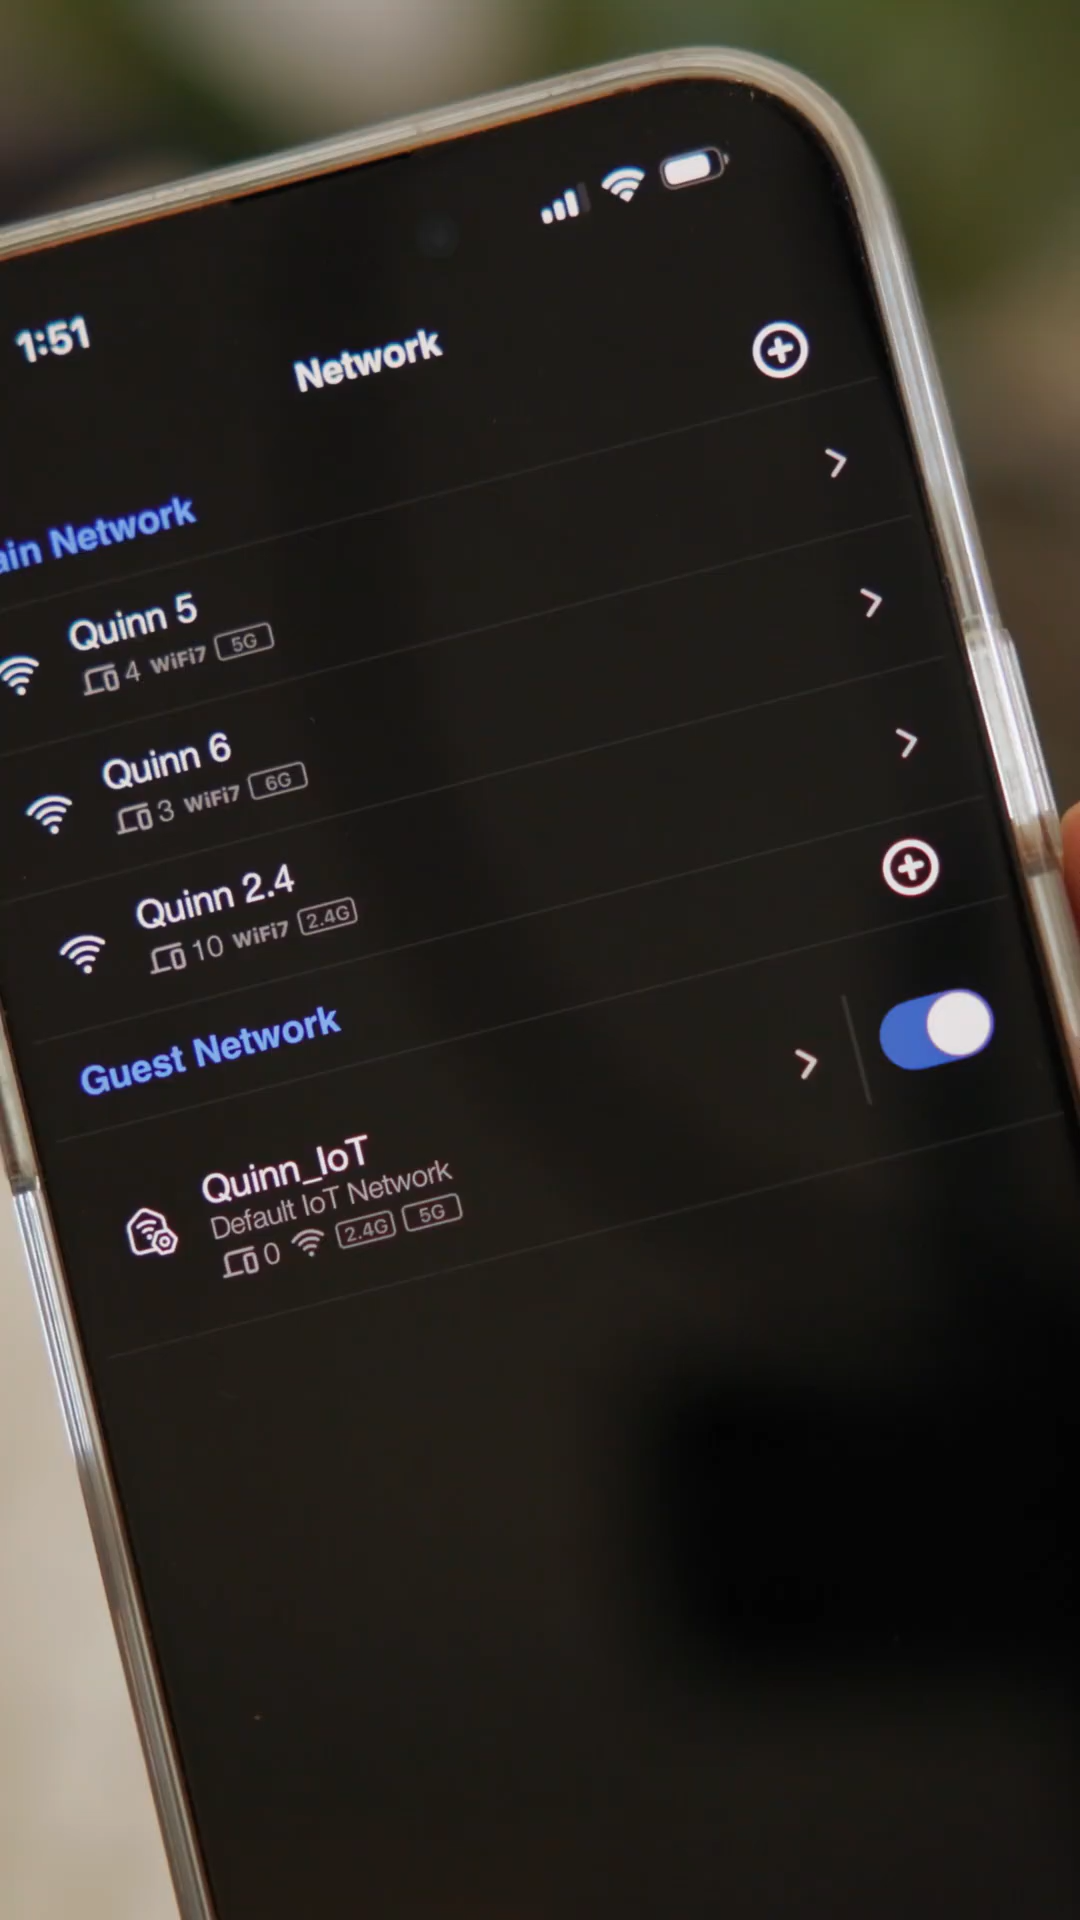 1:51
Network
ain Network
Quinn 5
4 WiFi7 5G
Quinn 6
3 WiFi7 6G
Quinn 2.4
10 WiFi7 2.4G
Guest Network
Quinn_IoT
Default IoT Network
0 2.4G 5G